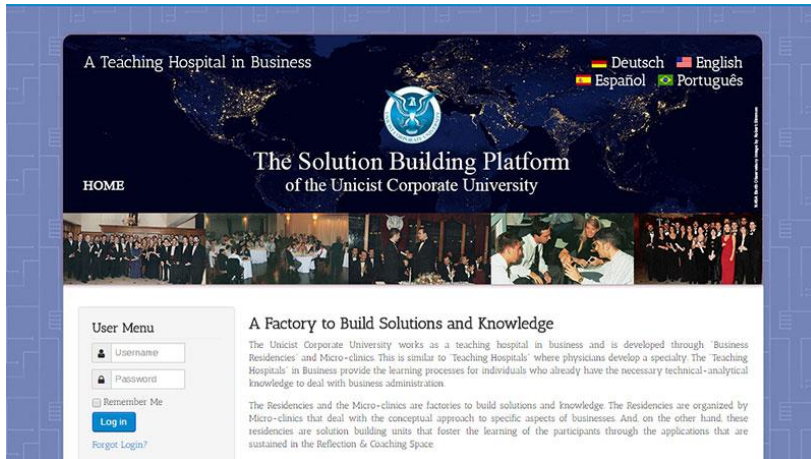 A Teaching Hospital in Business
Deutsch English
Español Português
The Solution Building Platform
of the Unicist Corporate University
HOME
User Menu
Username
Password
Remember Me
Log in
Forgot Login?
A Factory to Build Solutions and Knowledge
The Unicist Corporate University works as a teaching hospital in business and is developed through "Business
Residencies" and Micro-clinics. This is similar to "Teaching Hospitals" where physicians develop a specialty. The "Teaching
Hospitals" in Business provide the learning processes for individuals who already have the necessary technical-analytical
knowledge to deal with business administration.
The Residencies and the Micro-clinics are factories to build solutions and knowledge. The Residencies are organized by
Micro-clinics that deal with the conceptual approach to specific aspects of businesses. And, on the other hand, these
residencies are solution building units that foster the learning of the participants through the applications that are
sustained in the Reflection & Coaching Space.